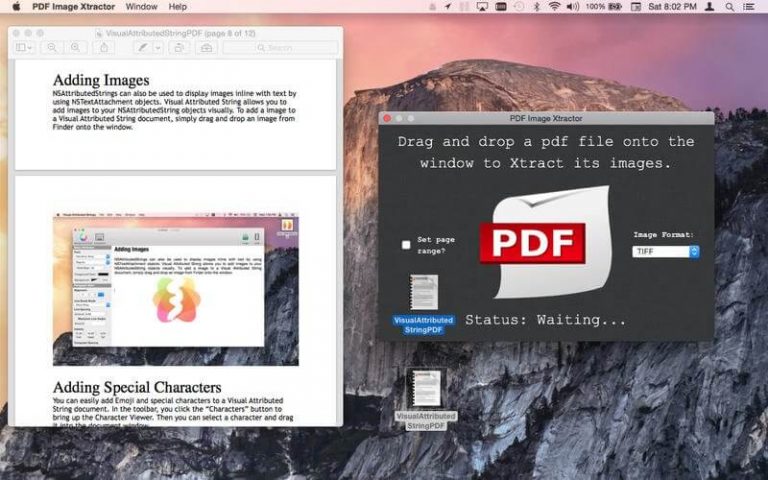 PDF Image Xtractor Window Help
100% Sat 8:02 PM
VisualAttributedStringPDF (page 8 of 12)
Search
Adding Images
NSAttributedStrings can also be used to display images inline with text by
using NSTextAttachment objects. Visual Attributed String allows you to
add images to your NSAttributedString objects visually. To add a image to
a Visual Attributed String document, simply drag and drop an image from
Finder onto the window.
Adding Images
Adding Special Characters
You can easily add Emoji and special characters to a Visual Attributed
String document. In the toolbar, you click the "Characters" button to
bring up the Character Viewer. Then you can select a character and drag
it into the document window.
PDF Image Xtractor
Drag and drop a pdf file onto the
window to Xtract its images.
PDF
Set page
range?
Image Format:
TIFF
VisualAttributed
StringPDF
Status: Waiting...
VisualAttributed
StringPDF